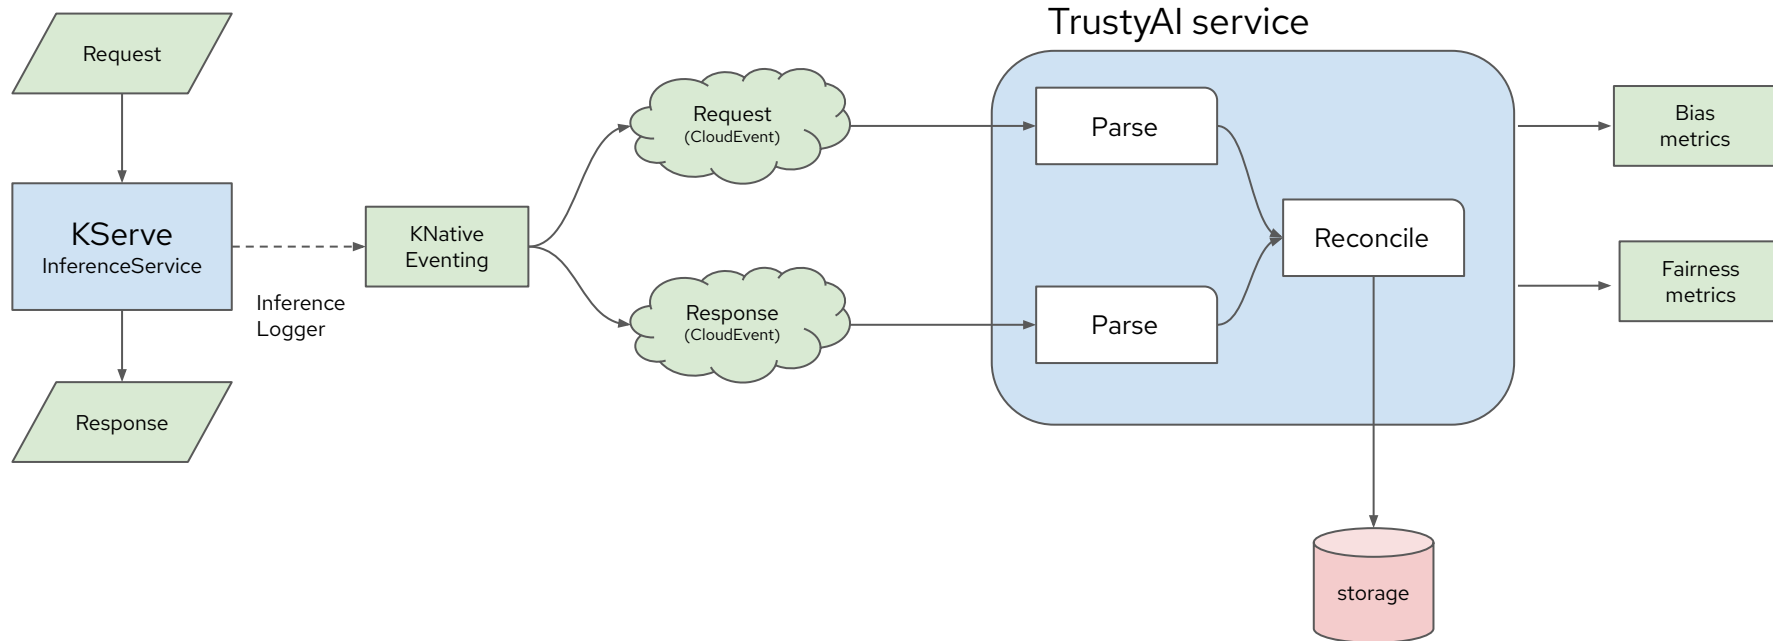 TrustyAI service
Request
KServe
InferenceService
Response
Inference
Logger
KNative
Eventing
Request
(CloudEvent)
Response
(CloudEvent)
Parse
Parse
Reconcile
storage
Bias
metrics
Fairness
metrics